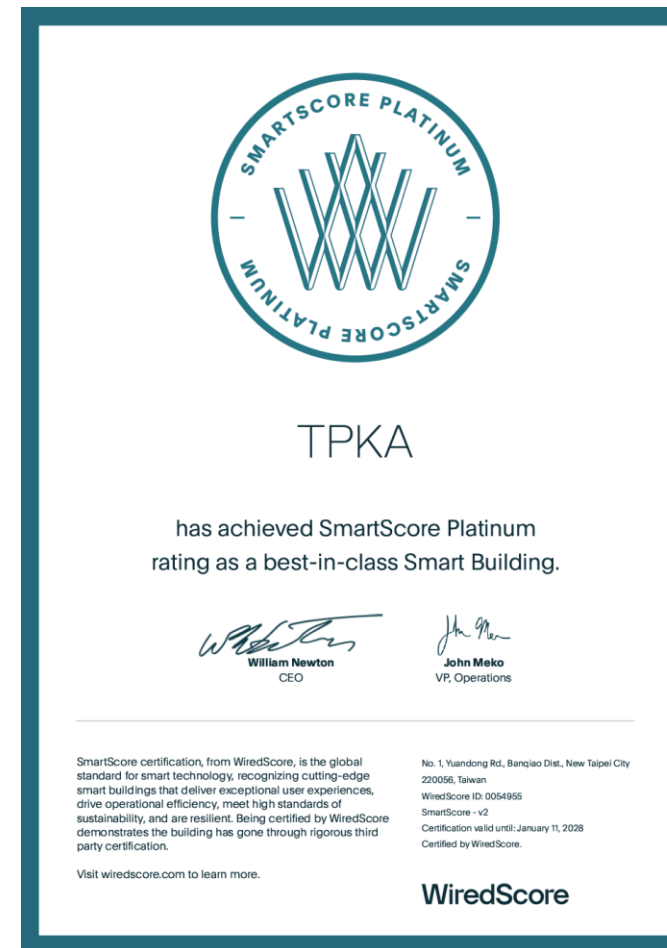 SMARTSCORE PLATINUM
SMARTSCORE PLATINUM
TPKA
has achieved SmartScore Platinum
rating as a best-in-class Smart Building.
William Newton
CEO
John Meko
VP, Operations
SmartScore certification, from WiredScore, is the global
standard for smart technology, recognizing cutting-edge
smart buildings that deliver exceptional user experiences,
drive operational efficiency, meet high standards of
sustainability, and are resilient. Being certified by WiredScore
demonstrates the building has gone through rigorous third
party certification.
Visit wiredscore.com to learn more.
No. 1, Yuandong Rd., Banqiao Dist., New Taipei City
220056, Taiwan
WiredScore ID: 0054955
SmartScore - v2
Certification valid until: January 11, 2028
Certified by WiredScore.
WiredScore